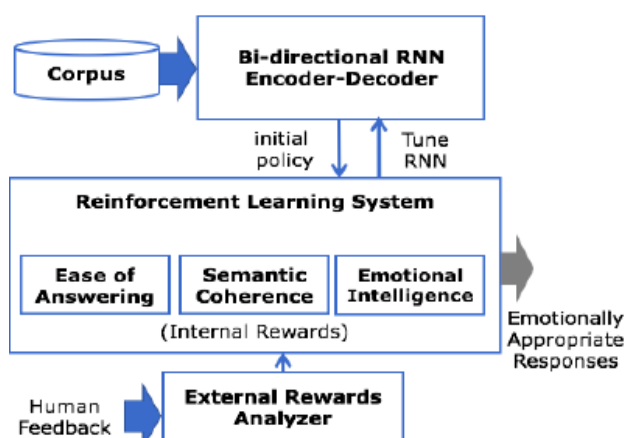 Corpus
Bi-directional RNN
Encoder-Decoder
initial
policy
Tune
RNN
Reinforcement Learning System
Ease of
Answering
Semantic
Coherence
Emotional
Intelligence
(Internal Rewards)
Emotionally
Appropriate
Responses
Human
Feedback
External Rewards
Analyzer